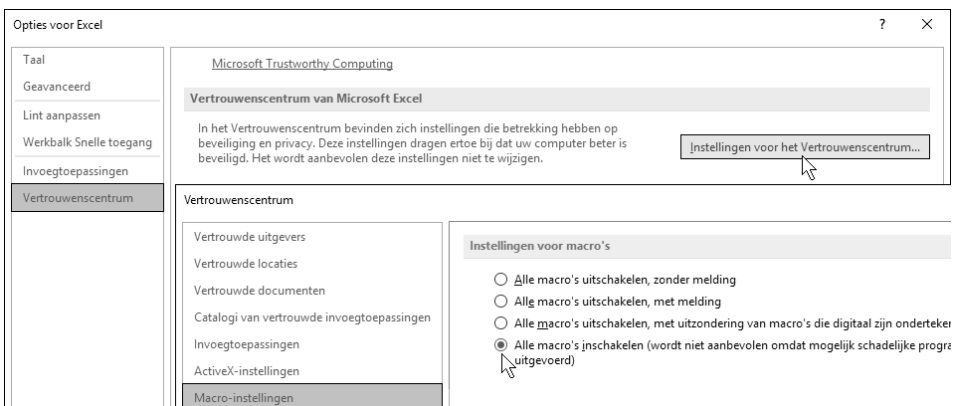 Opties voor Excel
?
Taal
Geavanceerd
Lint aanpassen
Werkbalk Snelle toegang
Invoegtoepassingen
Vertrouwenscentrum
Microsoft Trustworthy Computing
Vertrouwenscentrum van Microsoft Excel
In het Vertrouwenscentrum bevinden zich instellingen die betrekking hebben op
beveiliging en privacy. Deze instellingen dragen ertoe bij dat uw computer beter is
beveiligd. Het wordt aanbevolen deze instellingen niet te wijzigen.
Instellingen voor het Vertrouwenscentrum...
Vertrouwenscentrum
Vertrouwde uitgevers
Vertrouwde locaties
Vertrouwde documenten
Catalogi van vertrouwde invoegtoepassingen
Invoegtoepassingen
ActiveX-instellingen
Macro-instellingen
Instellingen voor macro's
Alle macro's uitschakelen, zonder melding
Alle macro's uitschakelen, met melding
Alle macro's uitschakelen, met uitzondering van macro's die digitaal zijn onderteke
Alle macro's inschakelen (wordt niet aanbevolen omdat mogelijk schadelijke progra
uitgevoerd)